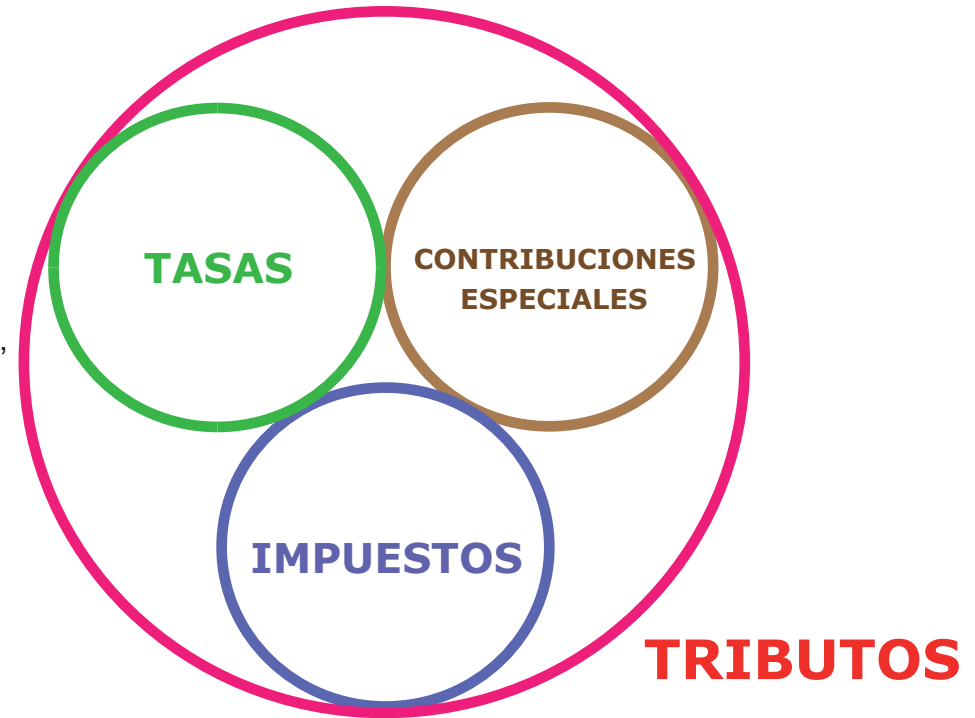 TASAS
CONTRIBUCIONES
ESPECIALES
,
IMPUESTOS
TRIBUTOS